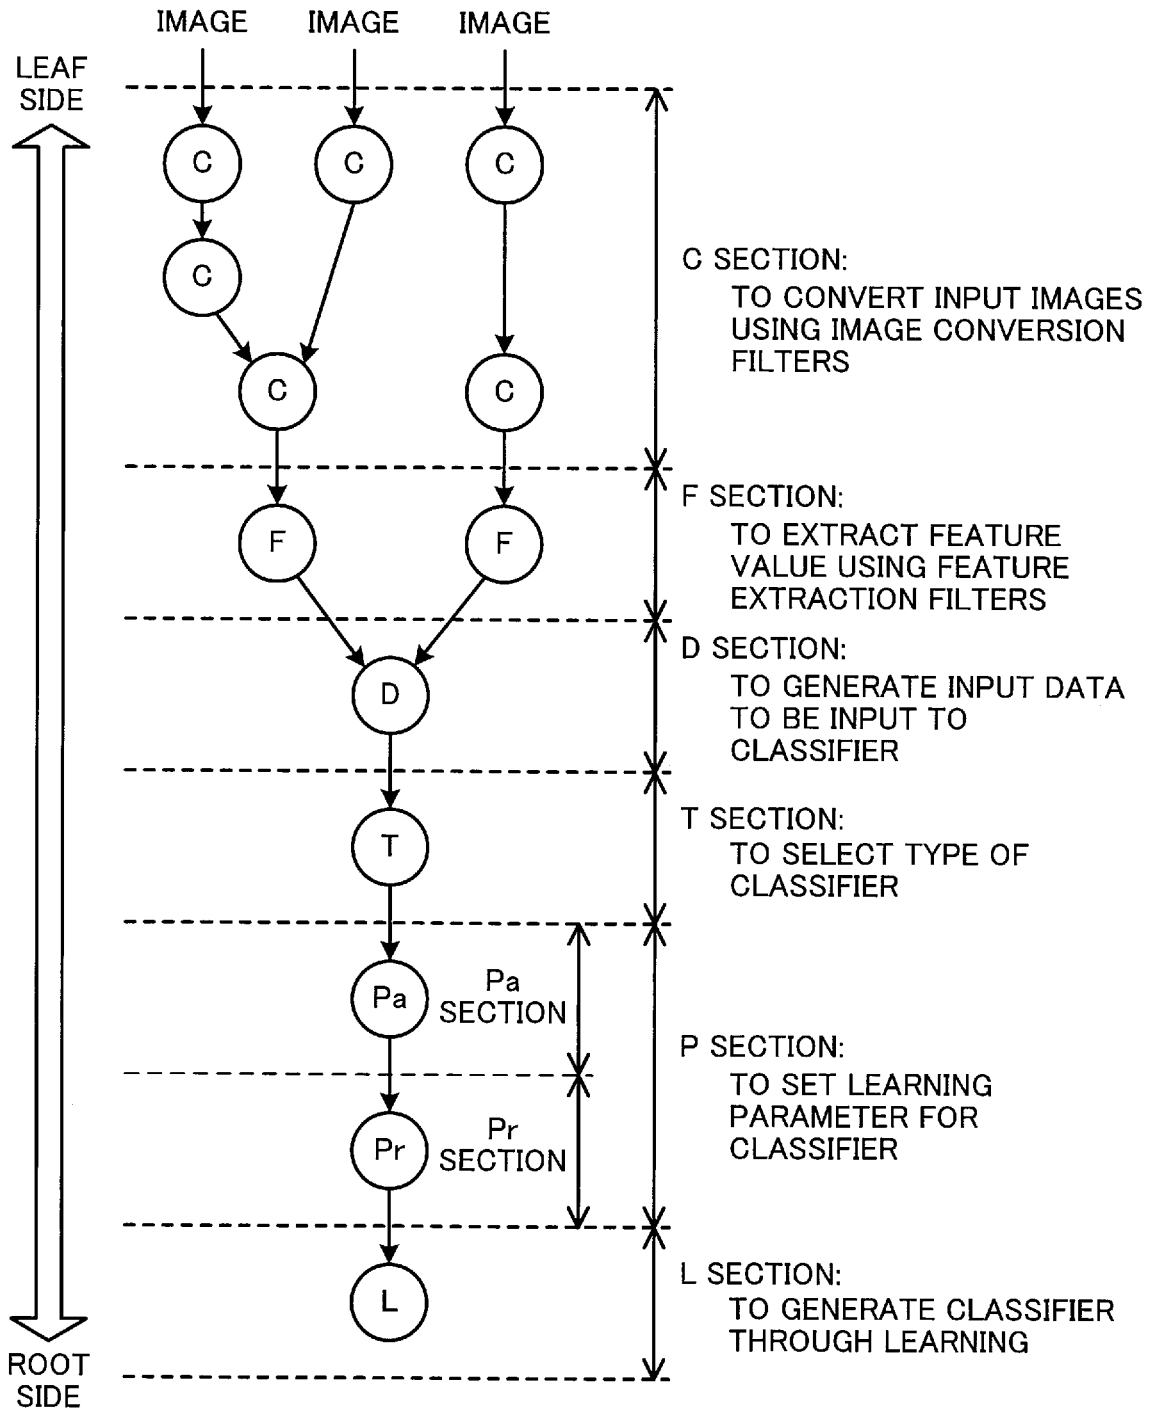 IMAGE IMAGE IMAGE
LEAF
SIDE
C C C
C
C SECTION:
TO CONVERT INPUT IMAGES
USING IMAGE CONVERSION
FILTERS
C C
F SECTION:
TO EXTRACT FEATURE
VALUE USING FEATURE
EXTRACTION FILTERS
F F
D SECTION:
TO GENERATE INPUT DATA
TO BE INPUT TO
CLASSIFIER
D
T SECTION:
TO SELECT TYPE OF
CLASSIFIER
T
Pa
Pa
SECTION
P SECTION:
TO SET LEARNING
PARAMETER FOR
CLASSIFIER
Pr
Pr
SECTION
L SECTION:
TO GENERATE CLASSIFIER
THROUGH LEARNING
L
ROOT
SIDE